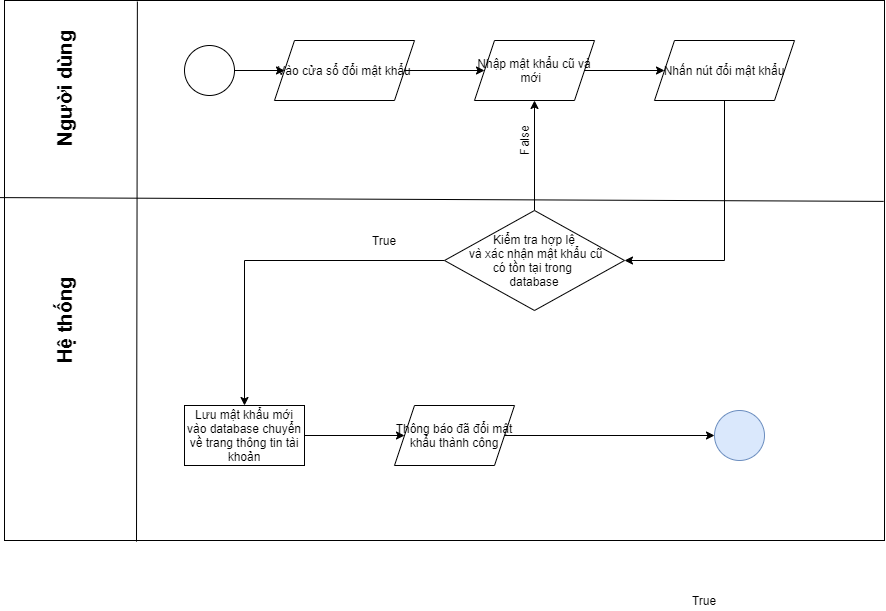 Người dùng
Vào cửa sổ đổi mật khẩu
Nhập mật khẩu cũ và
mới
Nhấn nút đổi mật khẩu
False
Hệ thống
True
Kiểm tra hợp lệ
và xác nhận mật khẩu cũ
có tồn tại trong
database
Lưu mật khẩu mới
vào database chuyển
về trang thông tin tài
khoản
Thông báo đã đổi mật
khẩu thành công
True